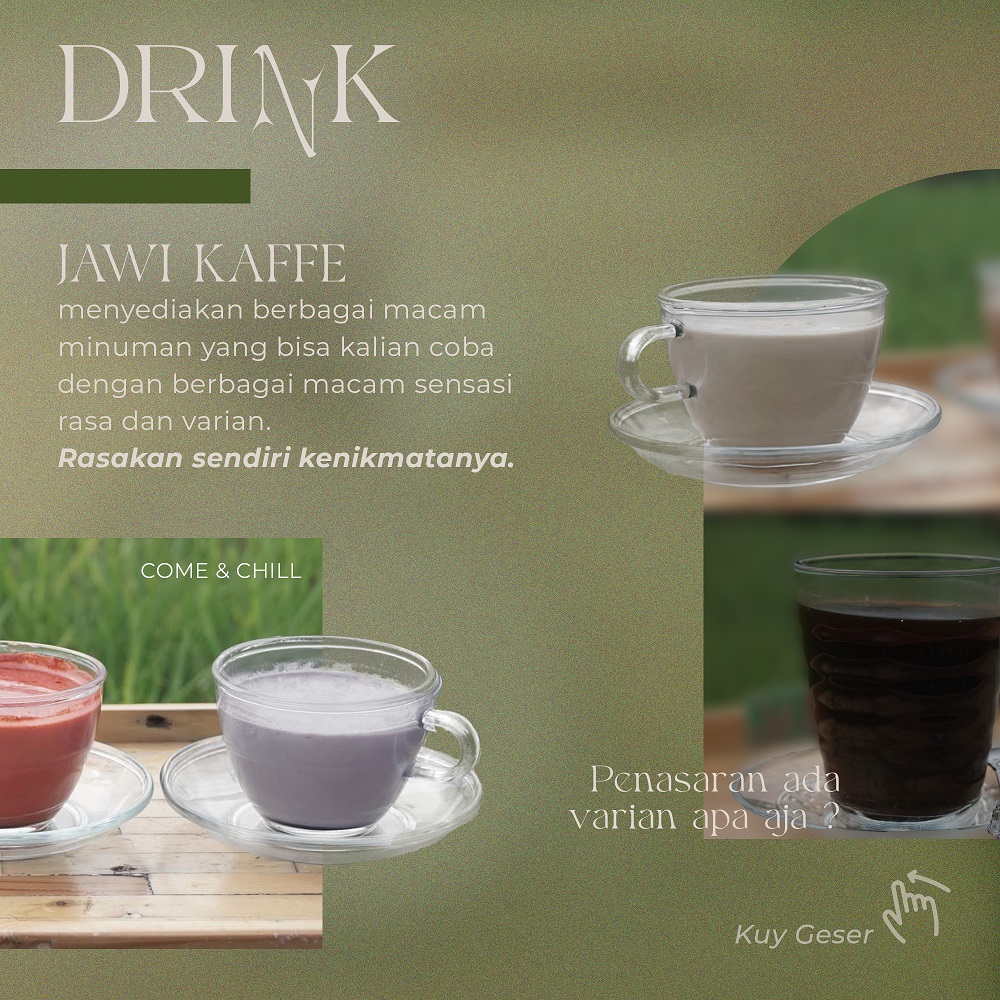 DRINK
JAWI KAFFE
menyediakan berbagai macam
minuman yang bisa kalian coba
dengan berbagai macam sensasi
rasa dan varian.
Rasakan sendiri kenikmatanya.
COME & CHILL
Penasaran ada
varian apa aja ?
Kuy Geser